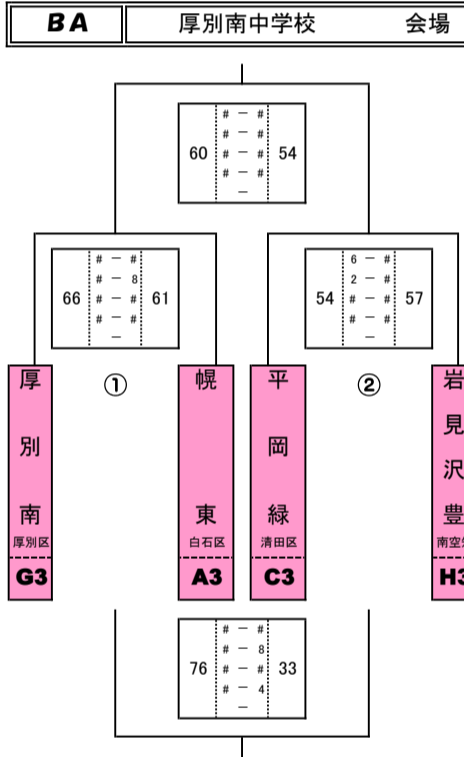 BA 厚別南中学校 会場
# - #
# - #
60 # - # 54
# - #
-
# - #
# - 8
66 # - # 61
# - #
-
6 - #
2 - #
54 # - # 57
# - #
-
① ②
厚別南
厚別区
G3
幌東
白石区
A3
平岡緑
清田区
C3
岩見沢豊
南空
H3
# - #
# - 8
76 # - # 33
# - 4
-